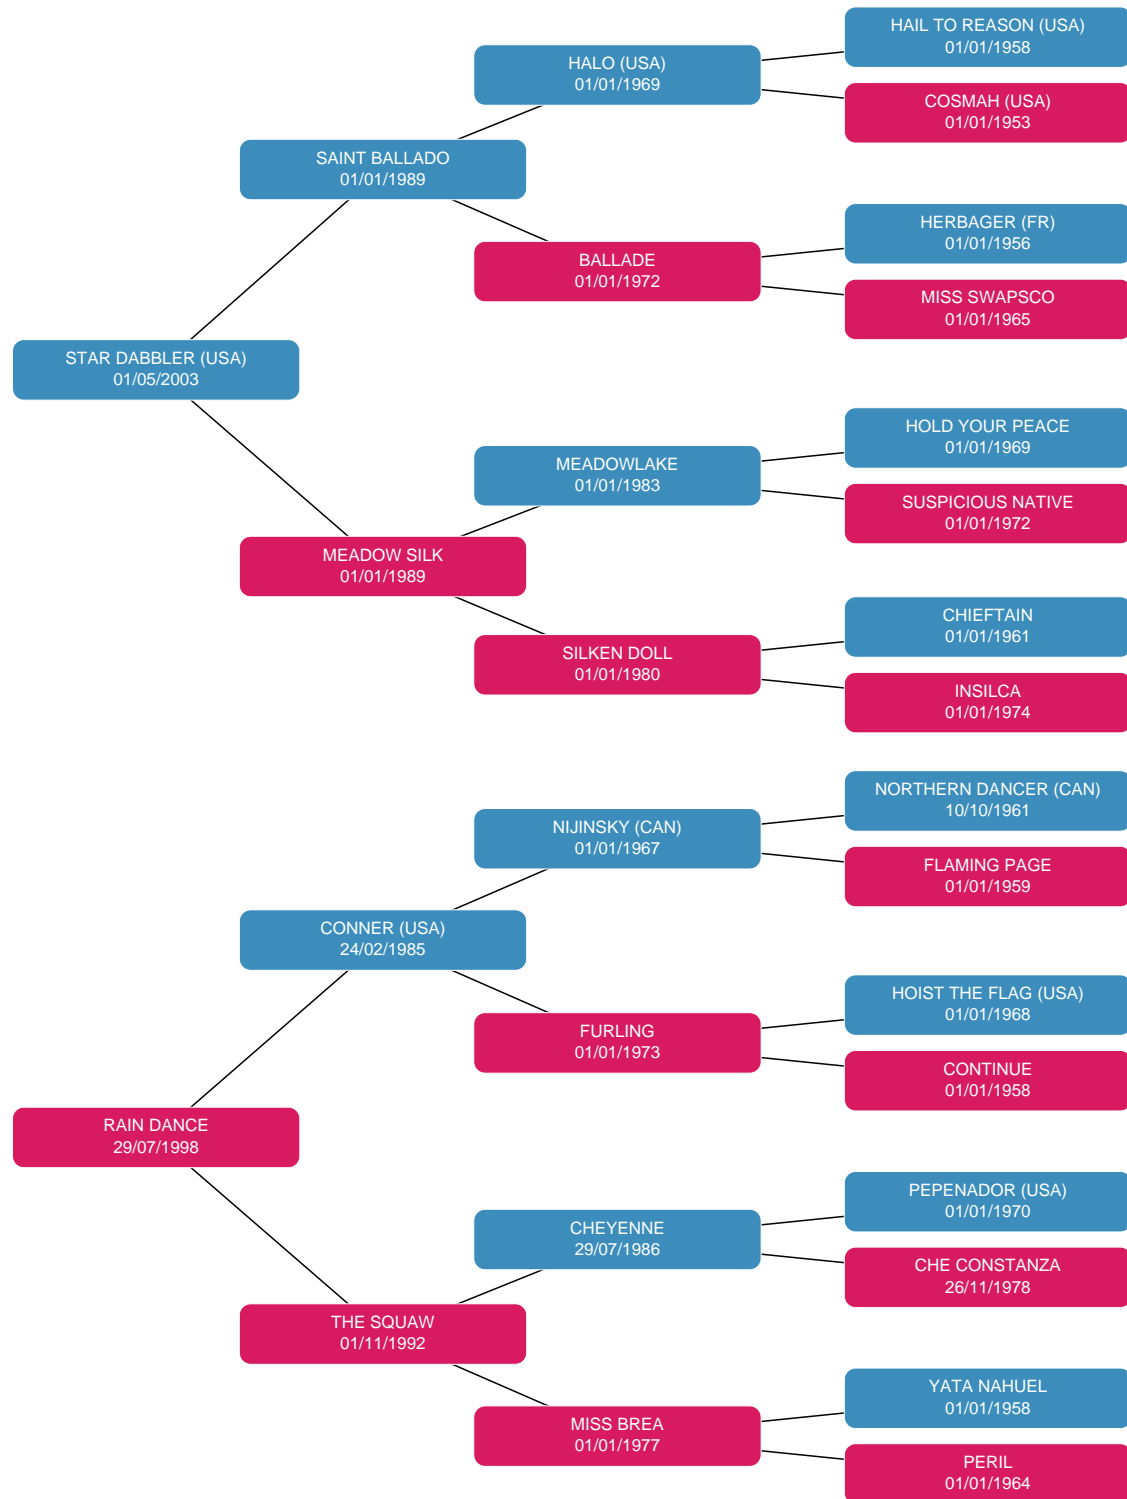 HAIL TO REASON (USA)
01/01/1958
HALO (USA)
01/01/1969
COSMAH (USA)
01/01/1953
SAINT BALLADO
01/01/1989
HERBAGER (FR)
01/01/1956
BALLADE
01/01/1972
MISS SWAPSCO
01/01/1965
STAR DABBLER (USA)
01/05/2003
HOLD YOUR PEACE
01/01/1969
MEADOWLAKE
01/01/1983
SUSPICIOUS NATIVE
01/01/1972
MEADOW SILK
01/01/1989
CHIEFTAIN
01/01/1961
SILKEN DOLL
01/01/1980
INSILCA
01/01/1974
NORTHERN DANCER (CAN)
10/10/1961
NIJINSKY (CAN)
01/01/1967
FLAMING PAGE
01/01/1959
CONNER (USA)
24/02/1985
HOIST THE FLAG (USA)
01/01/1968
FURLING
01/01/1973
CONTINUE
01/01/1958
RAIN DANCE
29/07/1998
PEPENADOR (USA)
01/01/1970
CHEYENNE
29/07/1986
CHE CONSTANZA
26/11/1978
THE SQUAW
01/11/1992
YATA NAHUEL
01/01/1958
MISS BREA
01/01/1977
PERIL
01/01/1964